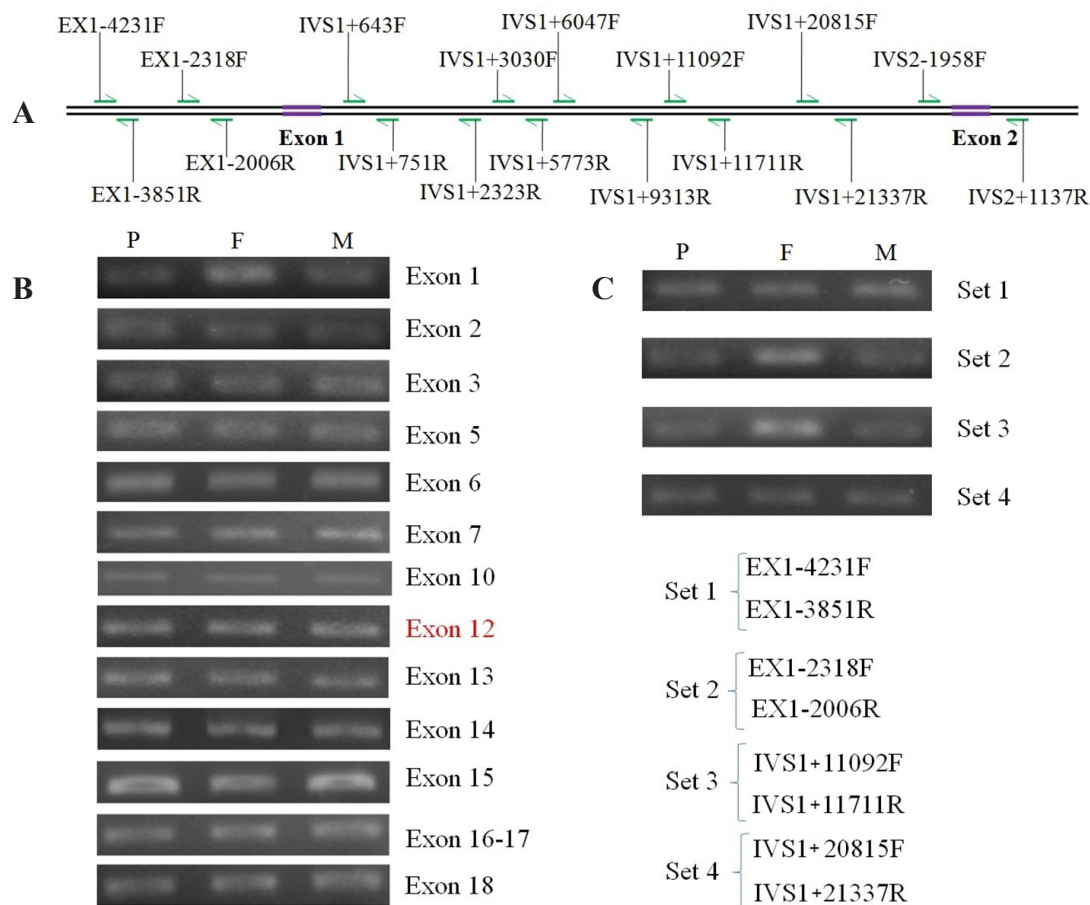 EX1-4231F
IVS1+643F
IVS1+6047F
IVS1+20815F
EX1-2318F
IVS1+3030F
IVS1+11092F
IVS2-1958F
A
Exon 1
Exon 2
EX1-2006R
IVS1+751R
IVS1+5773R
IVS1+11711R
EX1-3851R
IVS1+2323R
IVS1+9313R
IVS1+21337R
IVS2+1137R
B
P F M
Exon 1
Exon 2
Exon 3
Exon 5
Exon 6
Exon 7
Exon 10
Exon 12
Exon 13
Exon 14
Exon 15
Exon 16-17
Exon 18
C
P F M
Set 1
Set 2
Set 3
Set 4
Set 1
EX1-4231F
EX1-3851R
Set 2
EX1-2318F
EX1-2006R
Set 3
IVS1+11092F
IVS1+11711R
Set 4
IVS1+20815F
IVS1+21337R